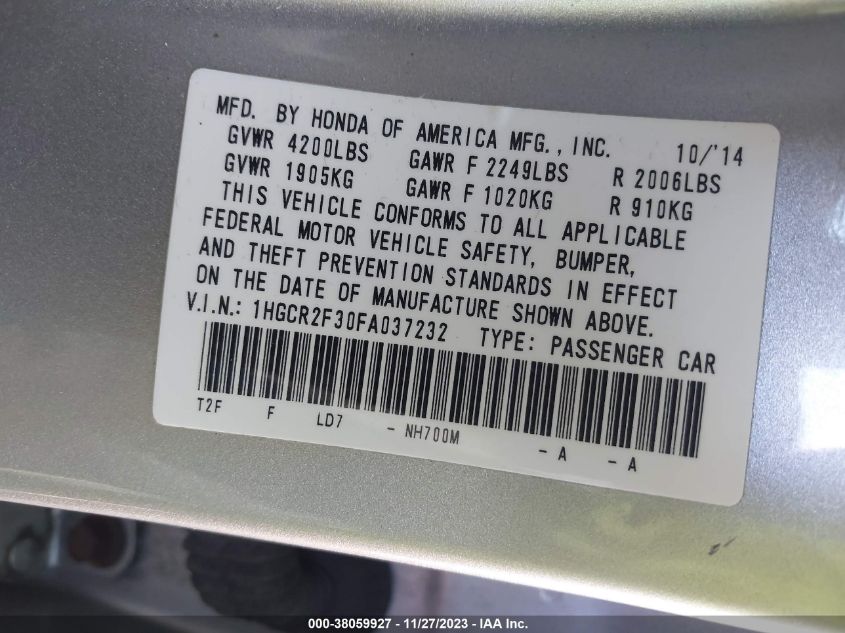 MFD. BY HONDA OF AMERICA MFG., INC. 10/'14
GVWR 4200LBS GAWR F 2249LBS R 2006LBS
GVWR 1905KG GAWR F 1020KG R 910KG
THIS VEHICLE CONFORMS TO ALL APPLICABLE
FEDERAL MOTOR VEHICLE SAFETY, BUMPER,
AND THEFT PREVENTION STANDARDS IN EFFECT
ON THE DATE OF MANUFACTURE SHOWN ABOVE.
V.I.N.: 1HGCR2F30FA037232 TYPE: PASSENGER CAR
T2F F LD7 - NH700M - A - A
000-38059927 - 11/27/2023 - IAA Inc.